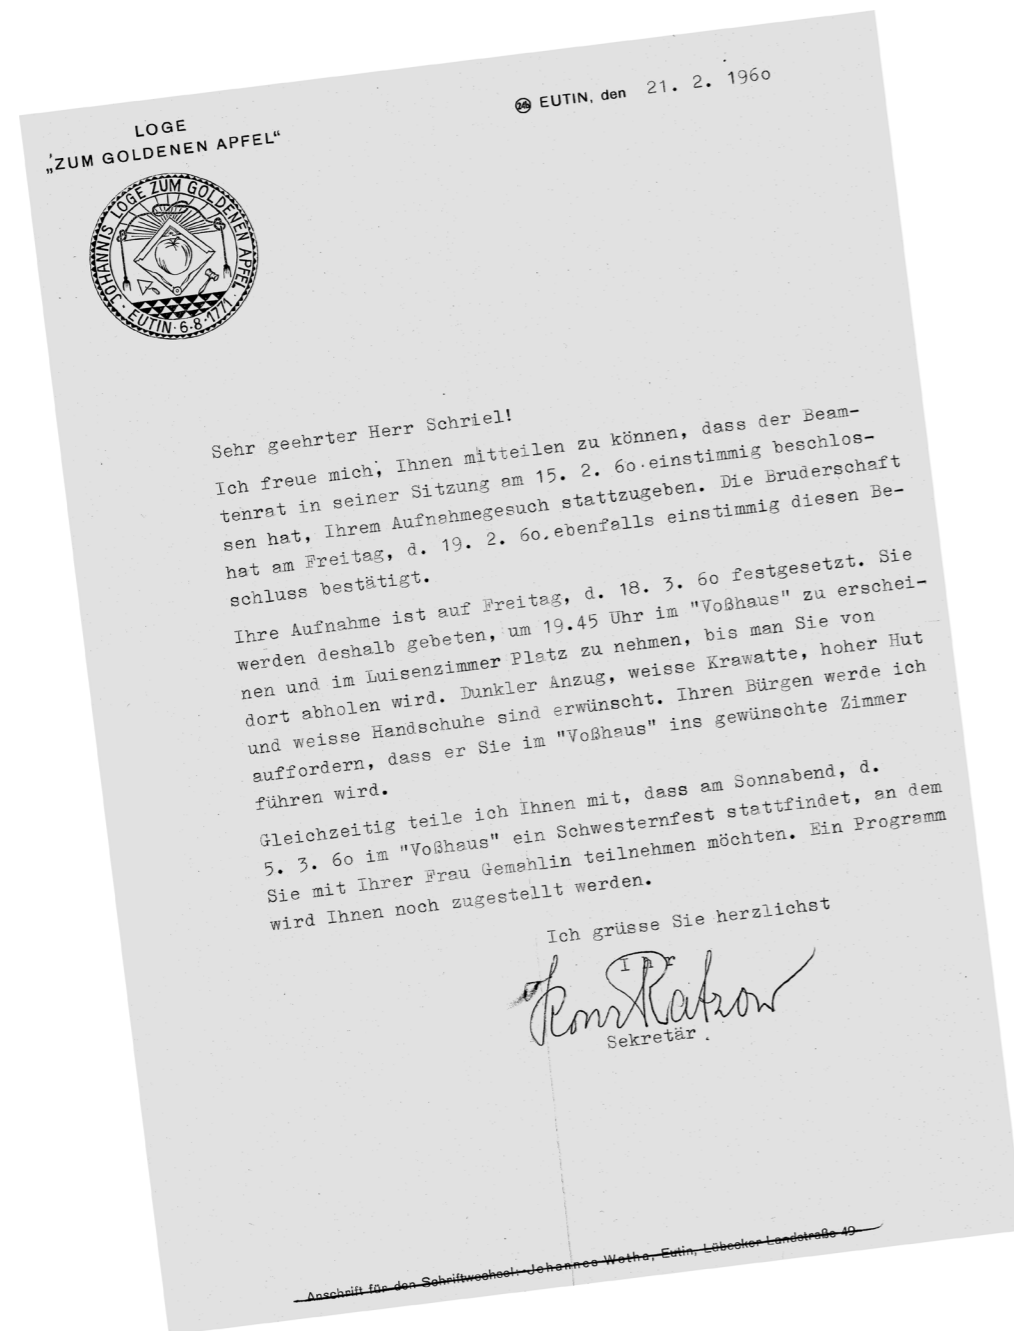 LOGE
„ZUM GOLDENEN APFEL“
24b EUTIN, den 21. 2. 1960
JOHANNIS LOGE ZUM GOLDENEN APFEL
· EUTIN · 6·8·1771 ·
Sehr geehrter Herr Schriel!
Ich freue mich, Ihnen mitteilen zu können, dass der Beam-
tenrat in seiner Sitzung am 15. 2. 60 einstimmig beschlos-
sen hat, Ihrem Aufnahmegesuch stattzugeben. Die Bruderschaft
hat am Freitag, d. 19. 2. 60.ebenfalls einstimmig diesen Be-
schluss bestätigt.
Ihre Aufnahme ist auf Freitag, d. 18. 3. 60 festgesetzt. Sie
werden deshalb gebeten, um 19.45 Uhr im "Voßhaus" zu erschei-
nen und im Luisenzimmer Platz zu nehmen, bis man Sie von
dort abholen wird. Dunkler Anzug, weisse Krawatte, hoher Hut
und weisse Handschuhe sind erwünscht. Ihren Bürgen werde ich
auffordern, dass er Sie im "Voßhaus" ins gewünschte Zimmer
führen wird.
Gleichzeitig teile ich Ihnen mit, dass am Sonnabend, d.
5. 3. 60 im "Voßhaus" ein Schwesternfest stattfindet, an dem
Sie mit Ihrer Frau Gemahlin teilnehmen möchten. Ein Programm
wird Ihnen noch zugestellt werden.
Ich grüsse Sie herzlichst
I h r
Ratzow
Sekretär
Anschrift für den Schriftwechsel: Johannes Wetha, Eutin, Lübecker Landstraße 49